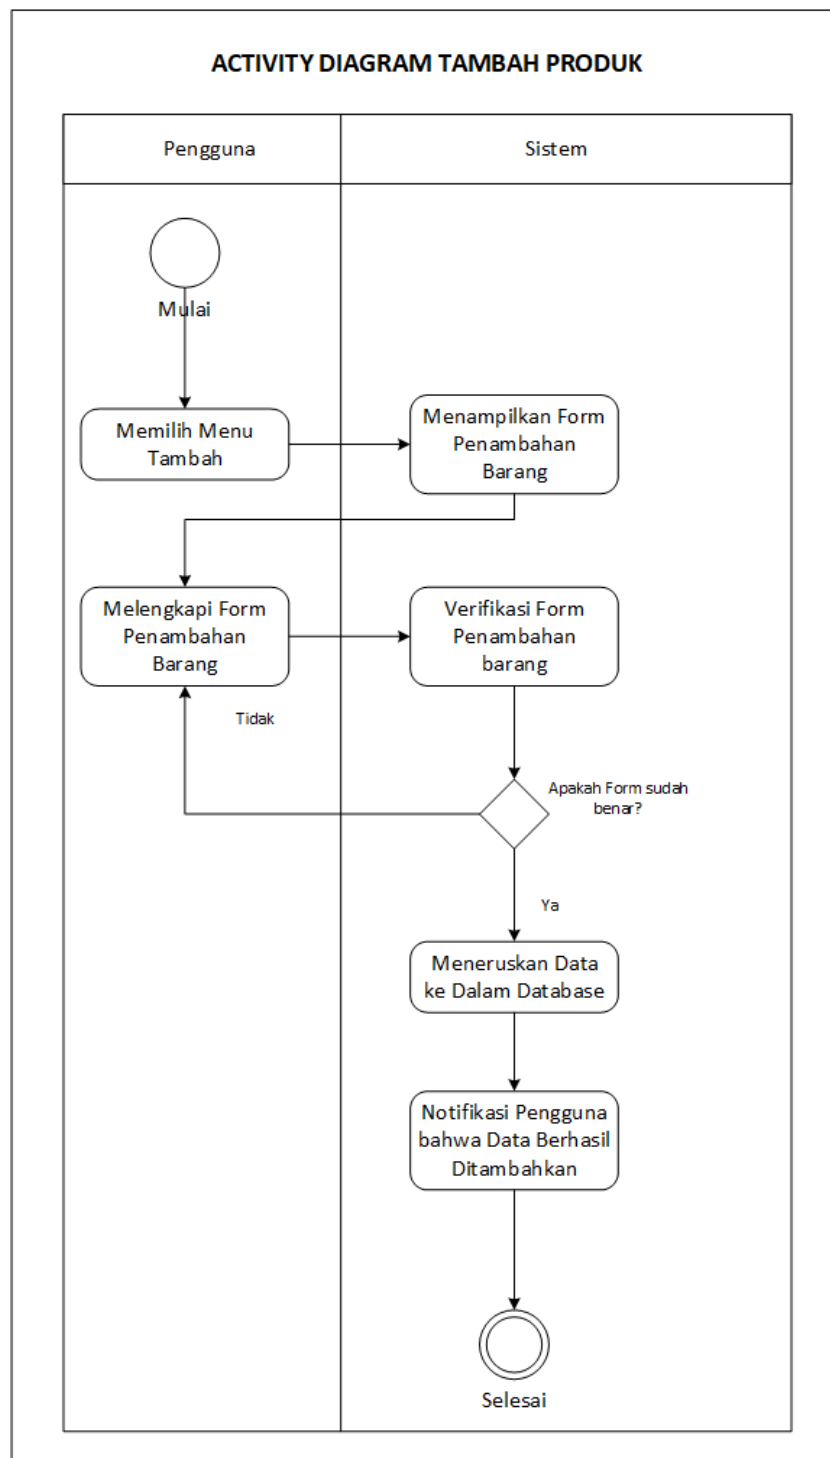 ACTIVITY DIAGRAM TAMBAH PRODUK
Pengguna
Sistem
Mulai
Memilih Menu
Tambah
Menampilkan Form
Penambahan
Barang
Melengkapi Form
Penambahan
Barang
Verifikasi Form
Penambahan
barang
Tidak
Apakah Form sudah
benar?
Ya
Meneruskan Data
ke Dalam Database
Notifikasi Pengguna
bahwa Data Berhasil
Ditambahkan
Selesai